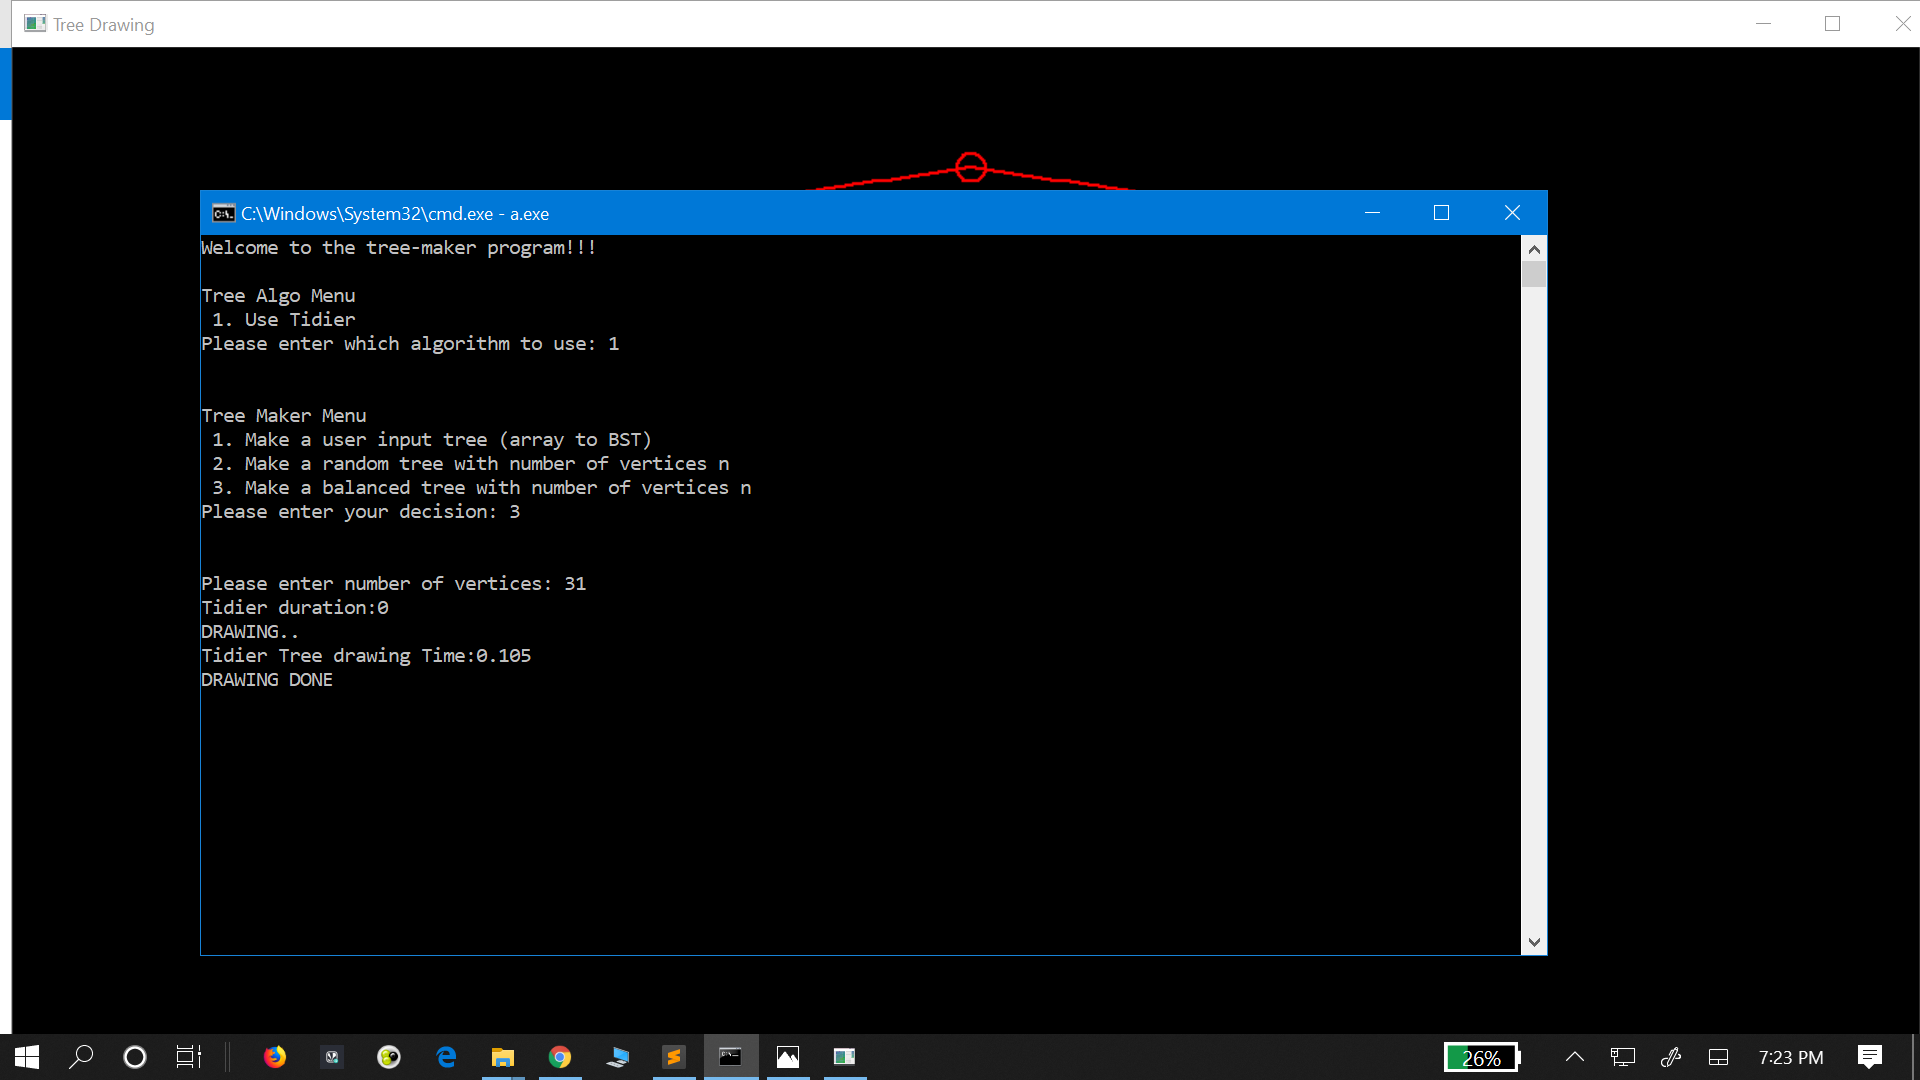 Tree Drawing
C:\Windows\System32\cmd.exe - a.exe
Welcome to the tree-maker program!!!
Tree Algo Menu
1. Use Tidier
Please enter which algorithm to use: 1
Tree Maker Menu
1. Make a user input tree (array to BST)
2. Make a random tree with number of vertices n
3. Make a balanced tree with number of vertices n
Please enter your decision: 3
Please enter number of vertices: 31
Tidier duration:0
DRAWING..
Tidier Tree drawing Time:0.105
DRAWING DONE
26%
7:23 PM